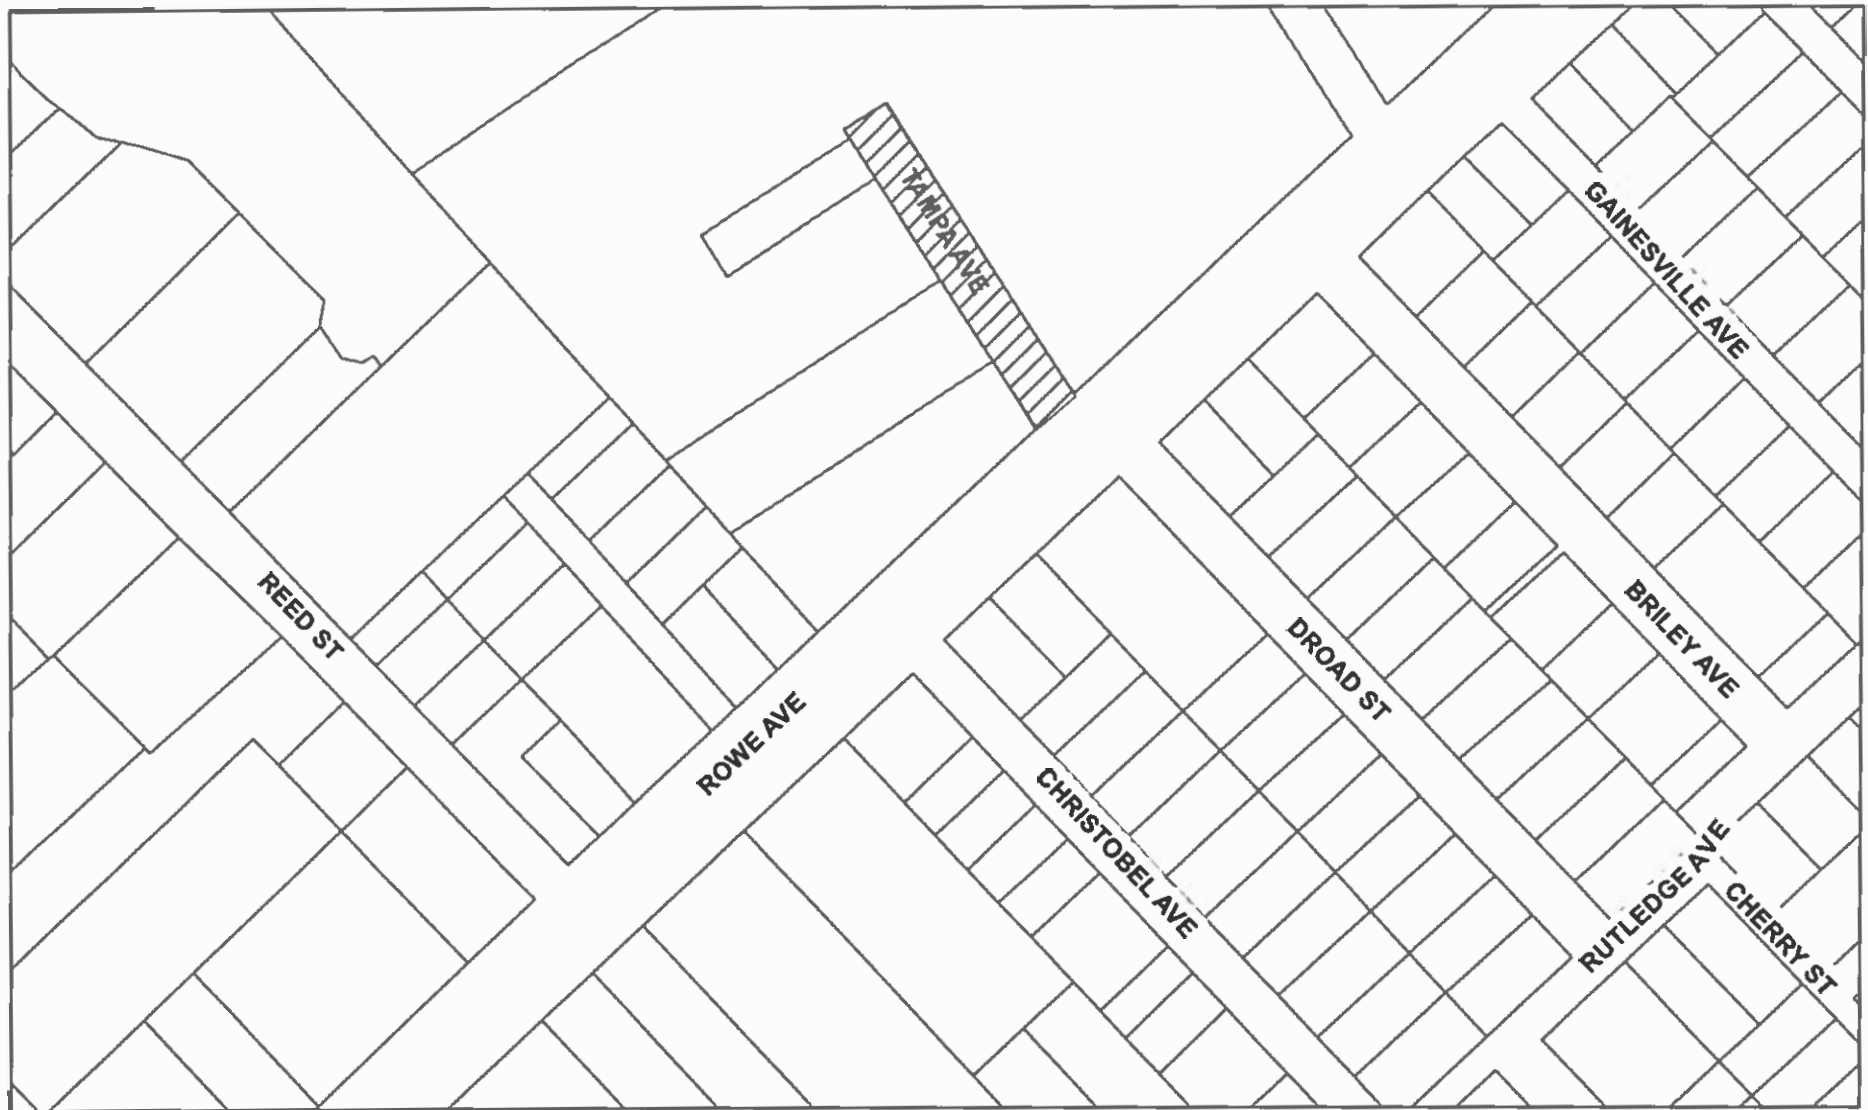 TAMPA AVE
GAINESVILLE AVE
REED ST
ROWE AVE
DROAD ST
BRILEY AVE
CHRISTOBEL AVE
RUTLEDGE AVE
CHERRY ST